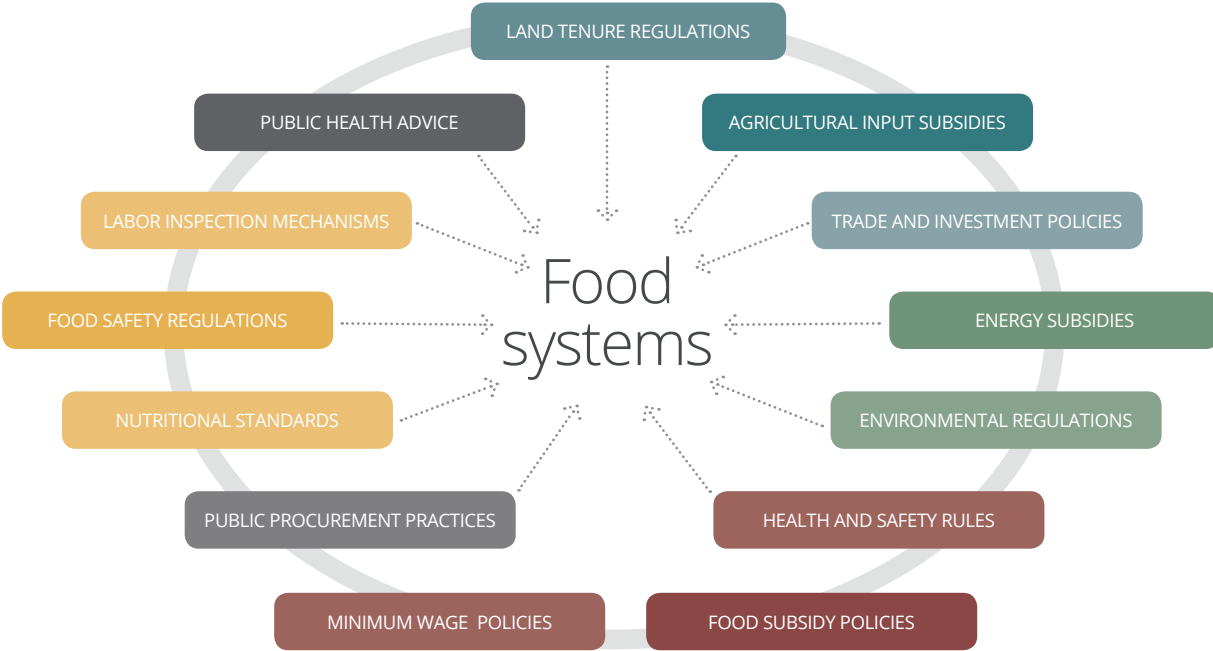 LAND TENURE REGULATIONS
PUBLIC HEALTH ADVICE
AGRICULTURAL INPUT SUBSIDIES
LABOR INSPECTION MECHANISMS
TRADE AND INVESTMENT POLICIES
Food
systems
FOOD SAFETY REGULATIONS
ENERGY SUBSIDIES
NUTRITIONAL STANDARDS
ENVIRONMENTAL REGULATIONS
PUBLIC PROCUREMENT PRACTICES
HEALTH AND SAFETY RULES
MINIMUM WAGE POLICIES
FOOD SUBSIDY POLICIES